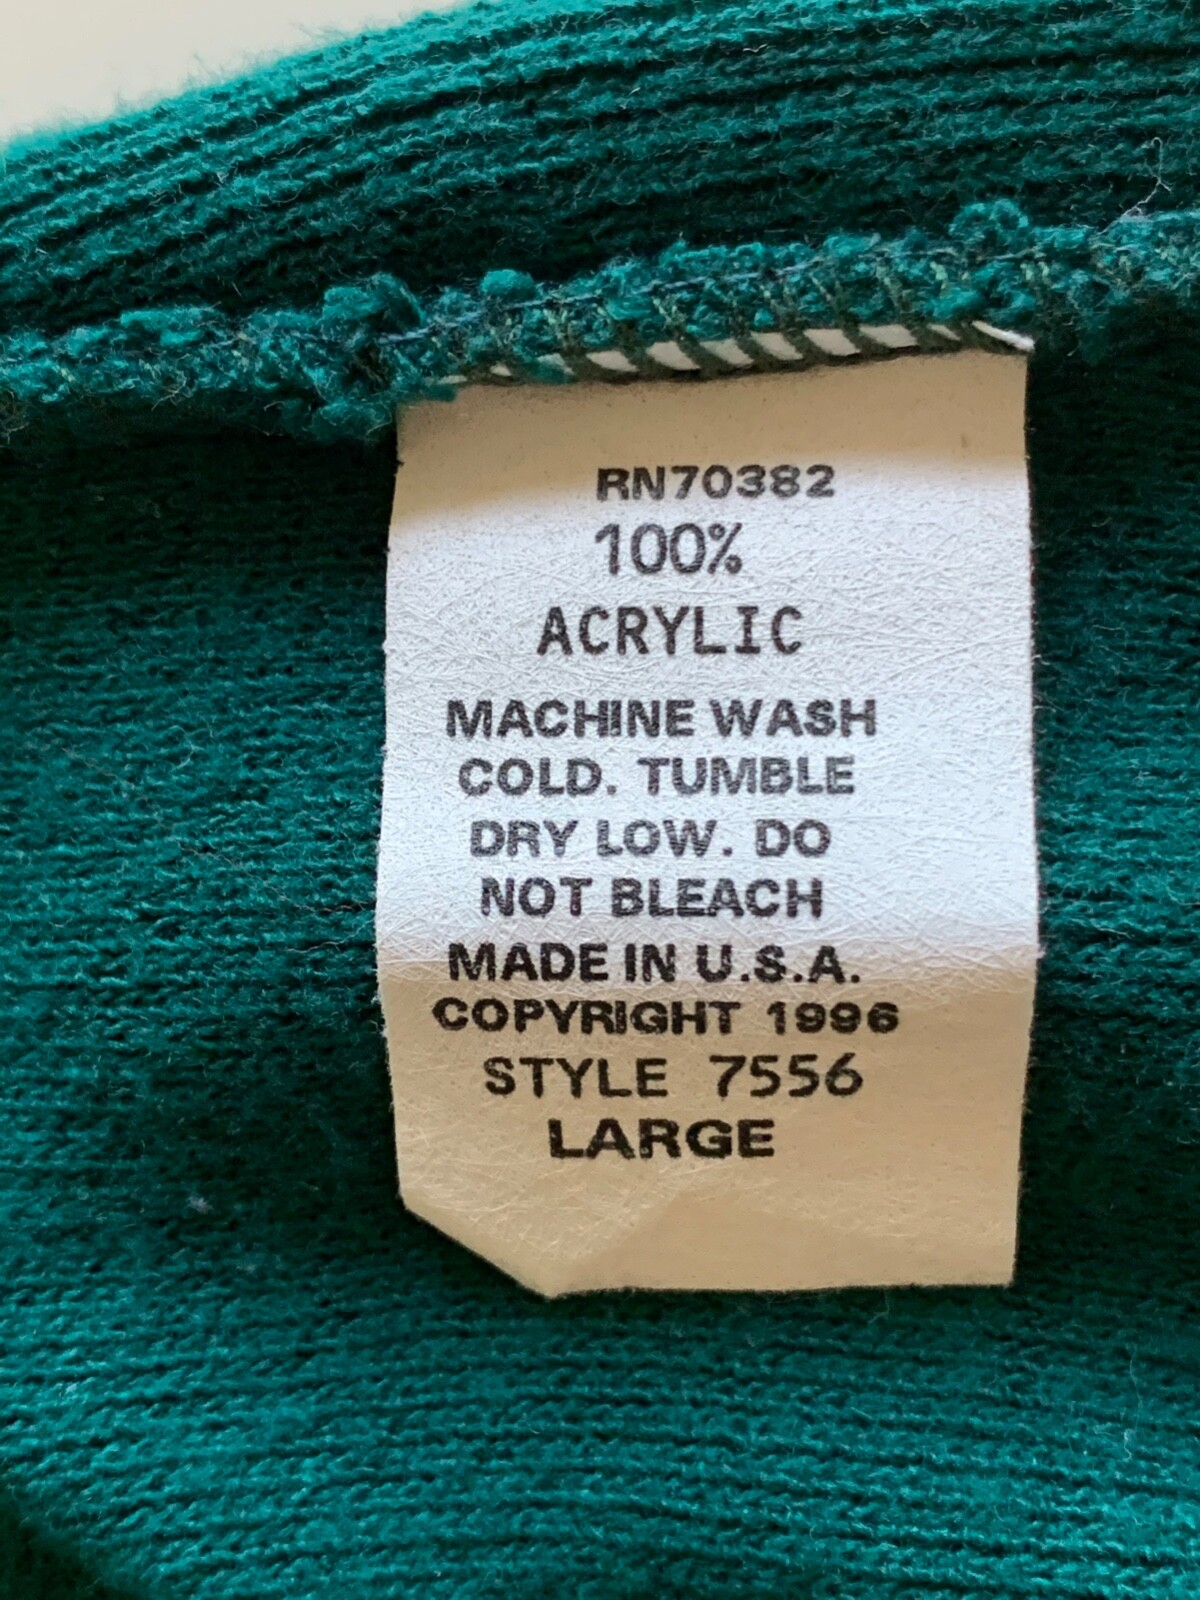 RN70382
100%
ACRYLIC
MACHINE WASH
COLD. TUMBLE
DRY LOW. DO
NOT BLEACH
MADE IN U.S.A.
COPYRIGHT 1996
STYLE 7556
LARGE